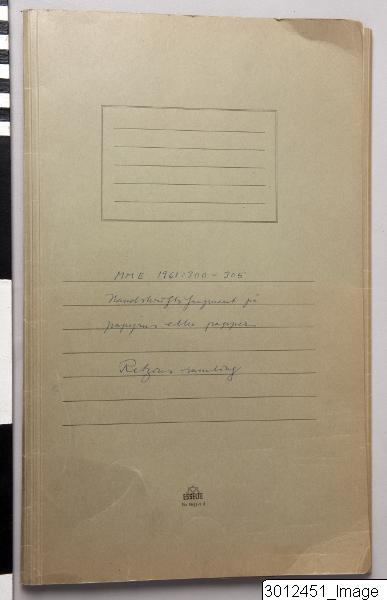 MME 1961:300-305
Handskriftsfragment på
papyrus eller papper
Retzius samling
ESSELTE
3012451_Image